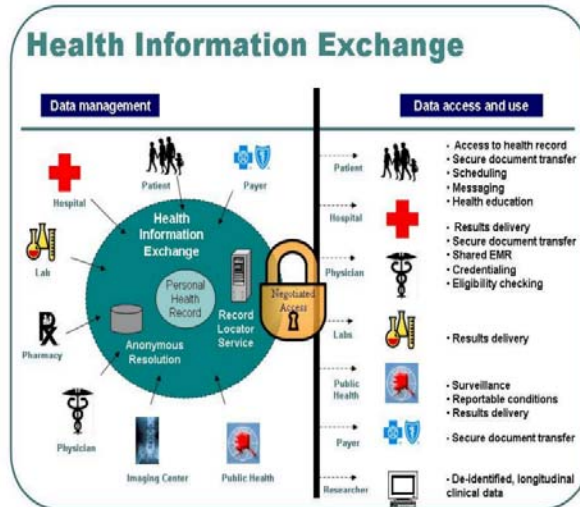 Health Information Exchange
Data management
Hospital
Patient
Payer
Lab
Pharmacy
Physician
Imaging Center
Public Health
Health
Information
Exchange
Personal
Health
Record
Record
Locator
Service
Anonymous
Resolution
Negotiated
Access
Data access and use
Patient
· Access to health record
· Secure document transfer
· Scheduling
· Messaging
· Health education
Hospital
· Results delivery
· Secure document transfer
· Shared EMR
· Credentialing
· Eligibility checking
Physician
Labs
· Results delivery
Public
Health
· Surveillance
· Reportable conditions
· Results delivery
Payer
· Secure document transfer
Researcher
· De-identified, longitudinal
clinical data